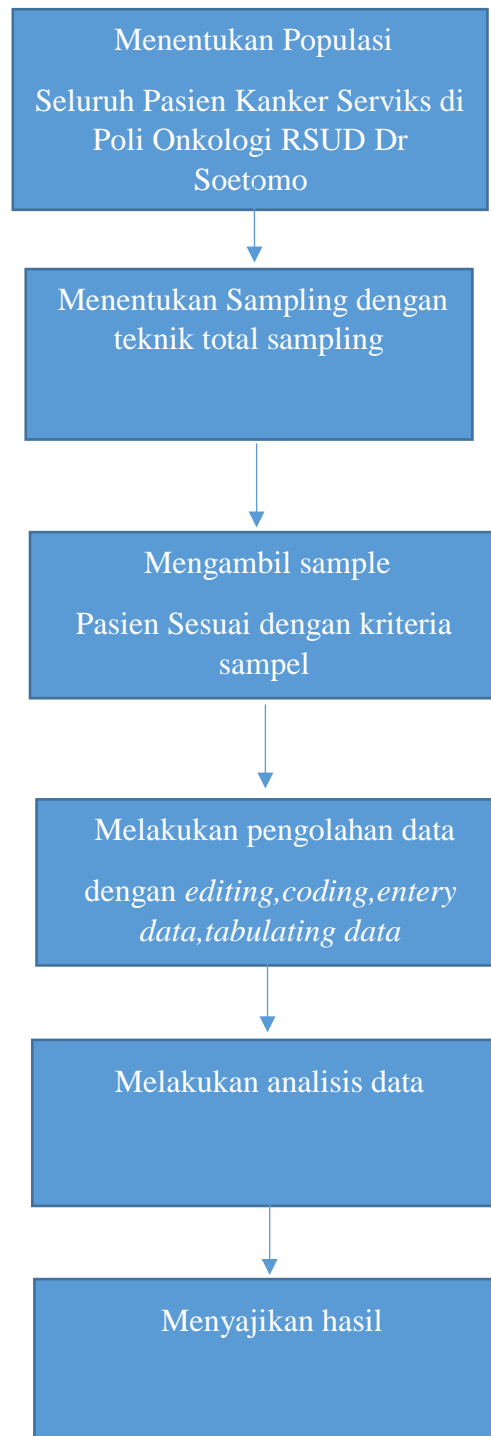 Menentukan Populasi
Seluruh Pasien Kanker Serviks di
Poli Onkologi RSUD Dr
Soetomo
Menentukan Sampling dengan
teknik total sampling
Mengambil sample
Pasien Sesuai dengan kriteria
sampel
Melakukan pengolahan data
dengan editing,coding,entery
data,tabulating data
Melakukan analisis data
Menyajikan hasil